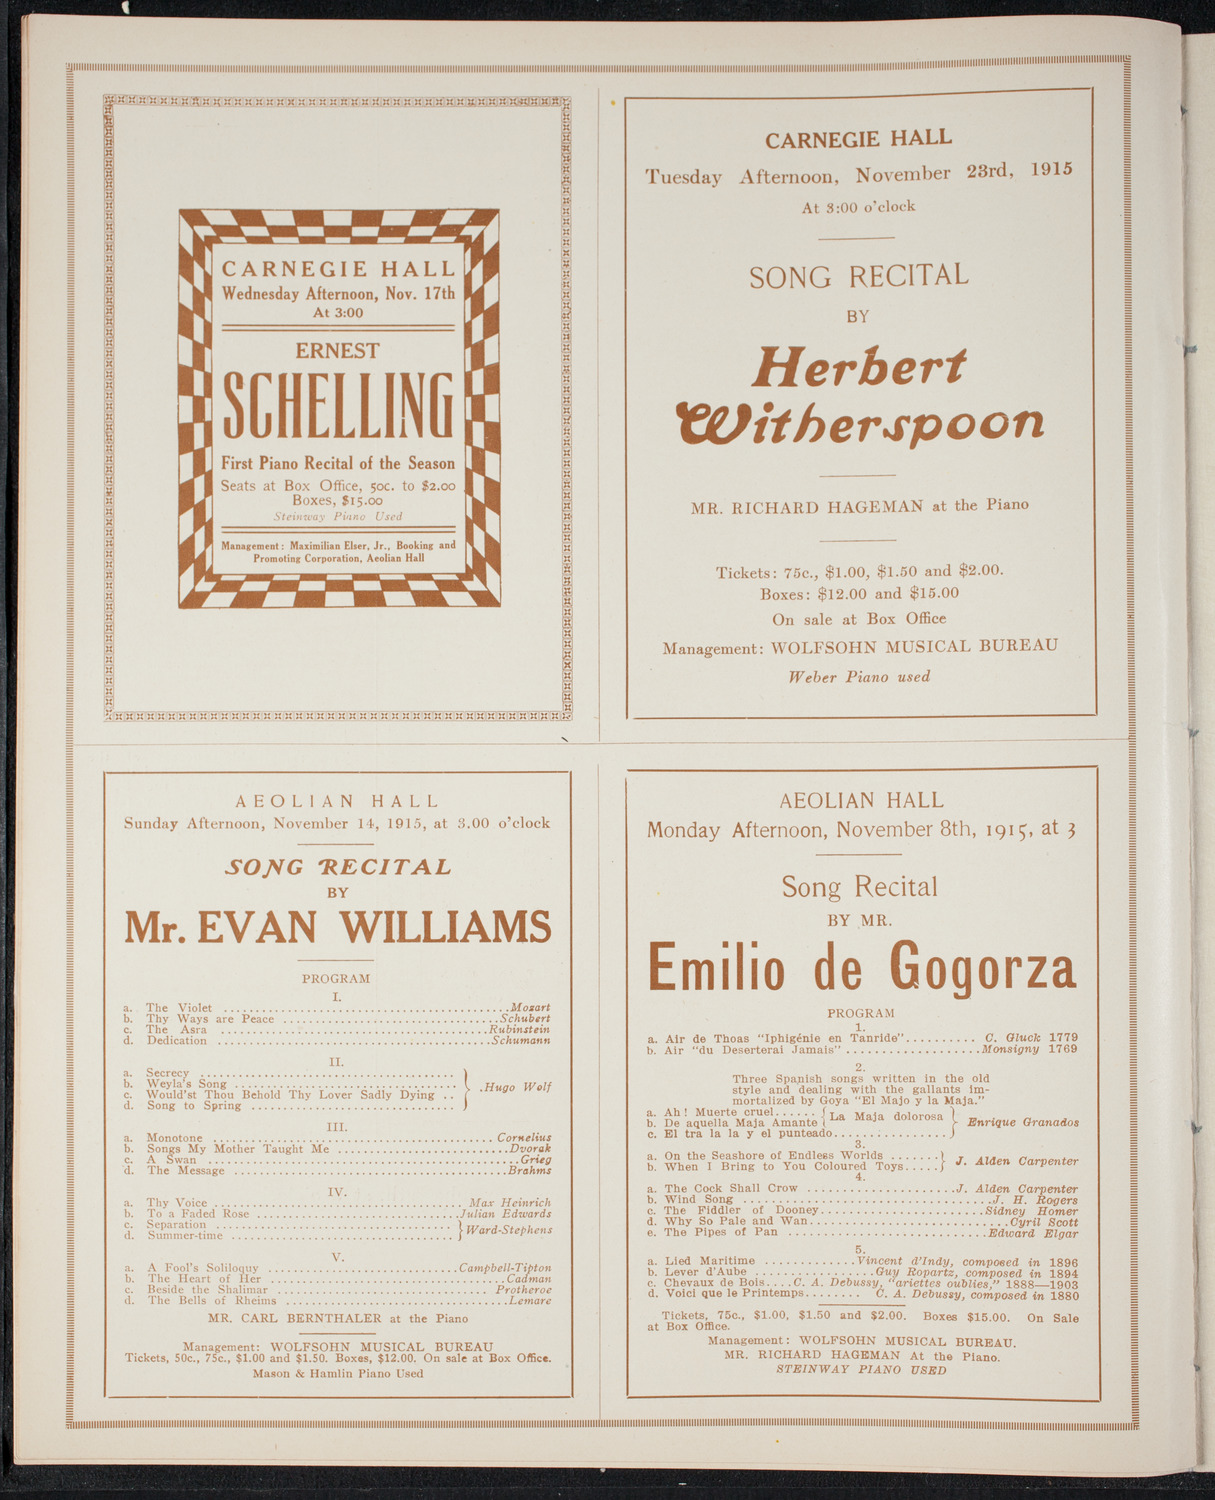 CARNEGIE HALL
Wednesday Afternoon, Nov. 17th
At 3:00
ERNEST
SCHELLING
First Piano Recital of the Season
Seats at Box Office, 50c. to $2.00
Boxes, $15.00
Steinway Piano Used
Management: Maximilian Elser, Jr., Booking and
Promoting Corporation, Aeolian Hall
CARNEGIE HALL
Tuesday Afternoon, November 23rd, 1915
At 3:00 o'clock
SONG RECITAL
BY
Herbert
Witherspoon
MR. RICHARD HAGEMAN at the Piano
Tickets: 75c., $1.00, $1.50 and $2.00.
Boxes: $12.00 and $15.00
On sale at Box Office
Management: WOLFSOHN MUSICAL BUREAU
Weber Piano used
AEOLIAN HALL
Sunday Afternoon, November 14, 1915, at 3.00 o'clock
SONG RECITAL
BY
Mr. EVAN WILLIAMS
PROGRAM
I.
a. The Violet ........ Mozart
b. Thy Ways are Peace ........ Schubert
c. The Asra ........ Rubinstein
d. Dedication ........ Schumann
II.
a. Secrecy ........
b. Weyla's Song ........ Hugo Wolf
c. Would'st Thou Behold Thy Lover Sadly Dying ..
d. Song to Spring ........
III.
a. Monotone ........ Cornelius
b. Songs My Mother Taught Me ........ Dvorak
c. A Swan ........ Grieg
d. The Message ........ Brahms
IV.
a. Thy Voice ........ Max Heinrich
b. To a Faded Rose ........ Julian Edwards
c. Separation ........ Ward-Stephens
d. Summer-time ........
V.
a. A Fool's Soliloquy ........ Campbell-Tipton
b. The Heart of Her ........ Cadman
c. Beside the Shalimar ........ Protheroe
d. The Bells of Rheims ........ Lemare
MR. CARL BERNTHALER at the Piano
Management: WOLFSOHN MUSICAL BUREAU
Tickets, 50c., 75c., $1.00 and $1.50. Boxes, $12.00. On sale at Box Office.
Mason & Hamlin Piano Used
AEOLIAN HALL
Monday Afternoon, November 8th, 1915, at 3
Song Recital
BY MR.
Emilio de Gogorza
PROGRAM
1.
a. Air de Thoas "Iphigénie en Tanride" ........ C. Gluck 1779
b. Air "du Deserterai Jamais" ........ Monsigny 1769
2.
Three Spanish songs written in the old
style and dealing with the gallants im-
mortalized by Goya "El Majo y la Maja."
a. Ah! Muerte cruel...... La Maja dolorosa
b. De aquella Maja Amante Enrique Granados
c. El tra la la y el punteado........
3.
a. On the Seashore of Endless Worlds ....... J. Alden Carpenter
b. When I Bring to You Coloured Toys.....
4.
a. The Cock Shall Crow ........ J. Alden Carpenter
b. Wind Song ........ J. H. Rogers
c. The Fiddler of Dooney........ Sidney Homer
d. Why So Pale and Wan........ Cyril Scott
e. The Pipes of Pan ........ Edward Elgar
5.
a. Lied Maritime ........ Vincent d'Indy, composed in 1896
b. Lever d'Aube ........ Guy Ropartz, composed in 1894
c. Chevaux de Bois.... C. A. Debussy, "ariettes oublies," 1888—1903
d. Voici que le Printemps........ C. A. Debussy, composed in 1880
Tickets, 75c., $1.00, $1.50 and $2.00. Boxes $15.00. On Sale
at Box Office.
Management: WOLFSOHN MUSICAL BUREAU.
MR. RICHARD HAGEMAN At the Piano.
STEINWAY PIANO USED